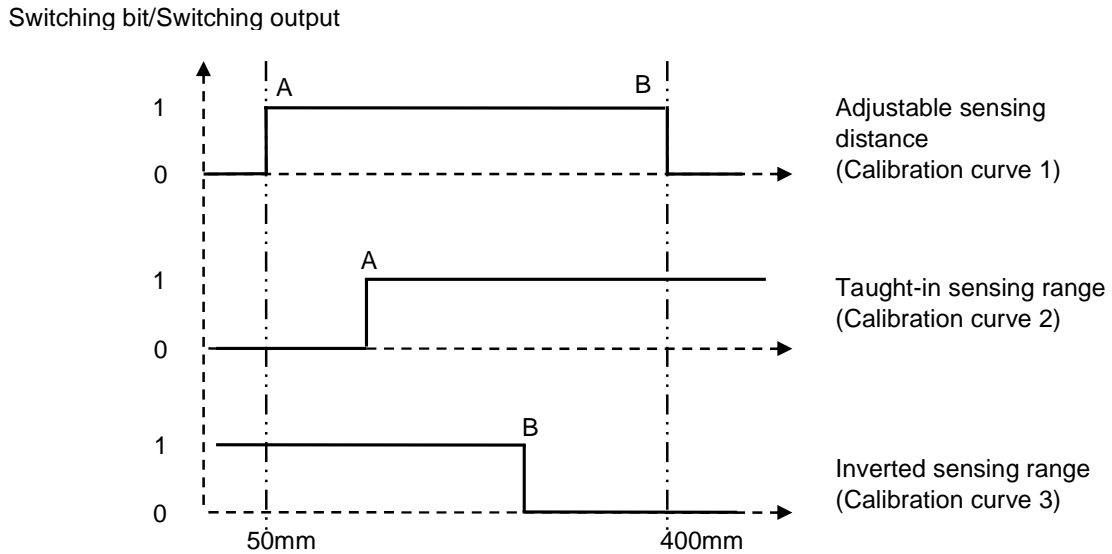 Switching bit/Switching output
A
B
1
0
Adjustable sensing
distance
(Calibration curve 1)
A
1
0
Taught-in sensing range
(Calibration curve 2)
B
1
0
Inverted sensing range
(Calibration curve 3)
50mm
400mm